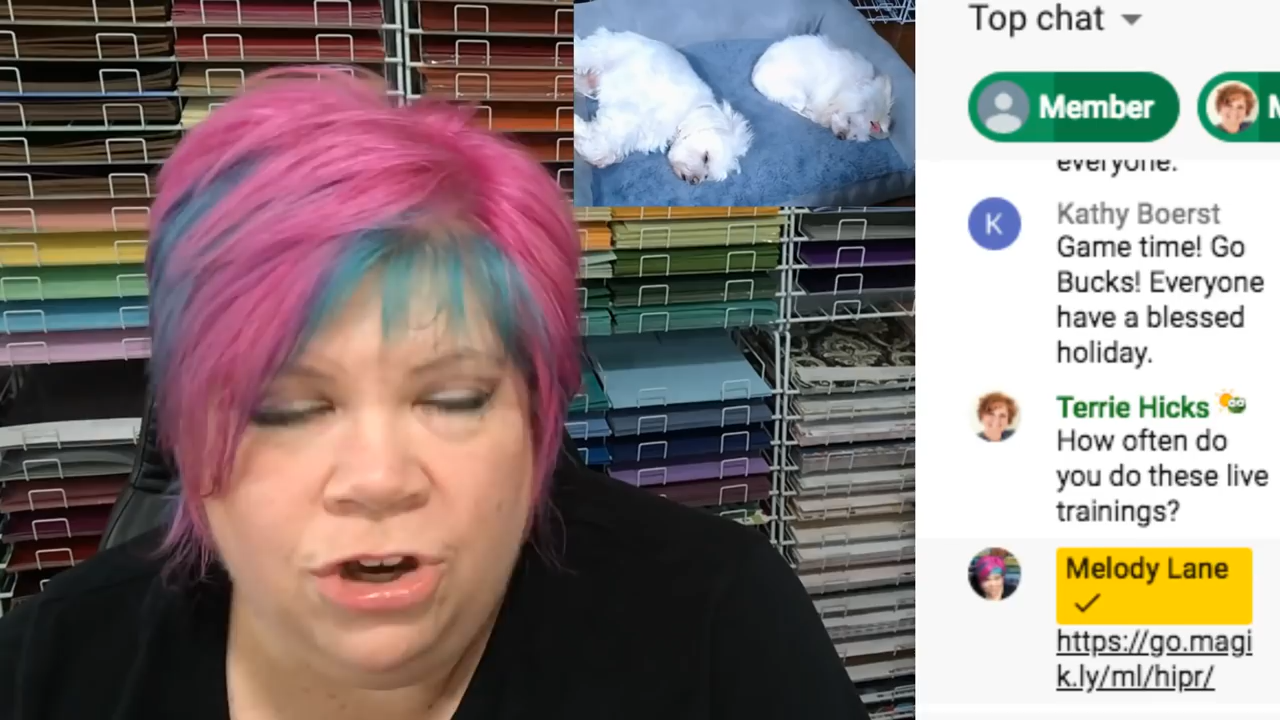 Top chat
Member
M
everyone.
K
Kathy Boerst
Game time! Go
Bucks! Everyone
have a blessed
holiday.
Terrie Hicks
How often do
you do these live
trainings?
Melody Lane
https://go.magi
k.ly/ml/hipr/